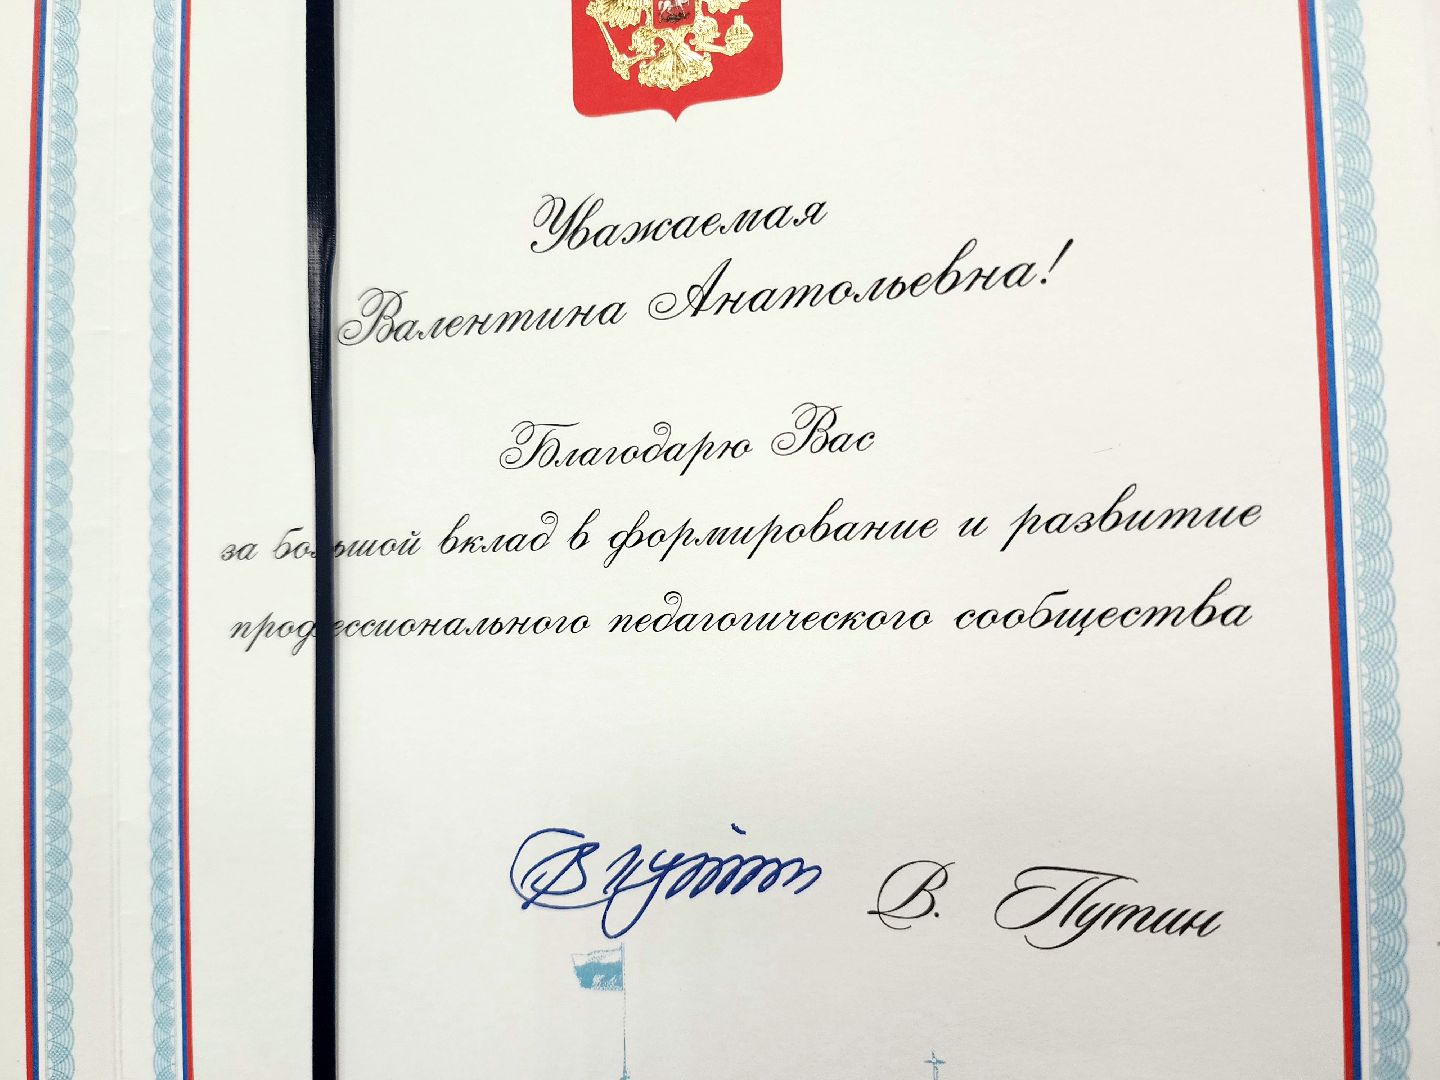 Уважаемая
Валентина Анатольевна!
Благодарю Вас
за большой вклад в формирование и развитие
профессионального педагогического сообщества
В. Путин